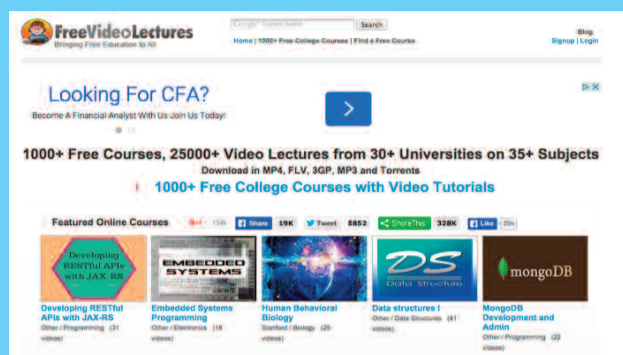 FreeVideoLectures
Bringing Free Education to All
Google™ Custom Search
Search
Home | 1000+ Free College Courses | Find a Free Course
Blog
Signup | Login
Looking For CFA?
Become A Financial Analyst With Us Join Us Today!
1000+ Free Courses, 25000+ Video Lectures from 30+ Universities on 35+ Subjects
Download in MP4, FLV, 3GP, MP3 and Torrents
1000+ Free College Courses with Video Tutorials
Featured Online Courses
Share 19K
Tweet 5852
ShareThis 328K
Like
Developing
RESTful APIs
with JAX-RS
EMBEDDED
SYSTEMS
DS
Data Structure
mongoDB
Developing RESTful
APIs with JAX-RS
Other / Programming (31
videos)
Embedded Systems
Programming
Other / Electronics (18
videos)
Human Behavioral
Biology
Stanford / Biology (25
videos)
Data structures I
Other / Data Structures (41
videos)
MongoDB
Development and
Admin
Other / Programming (22
videos)